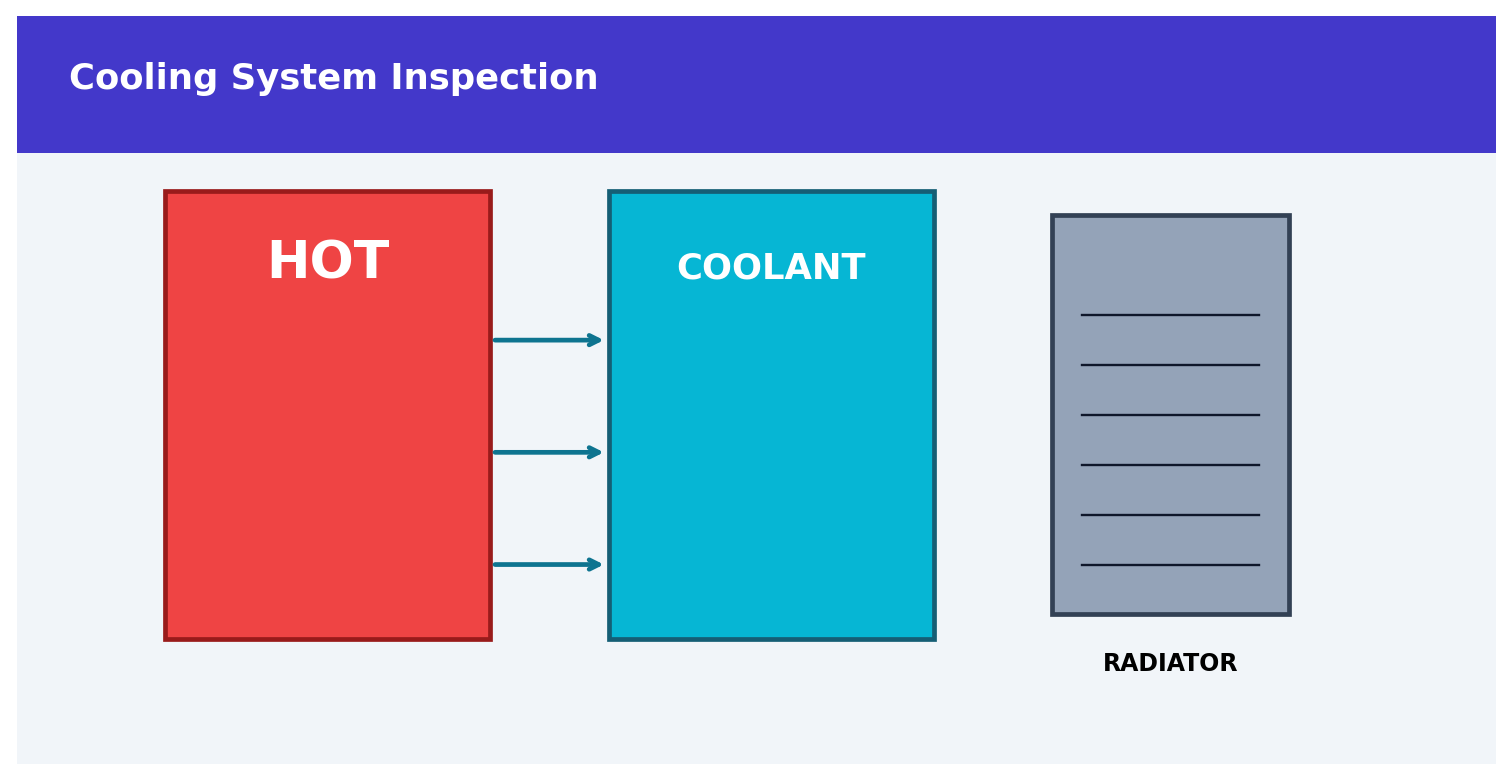 Cooling System Inspection
HOT
COOLANT
RADIATOR